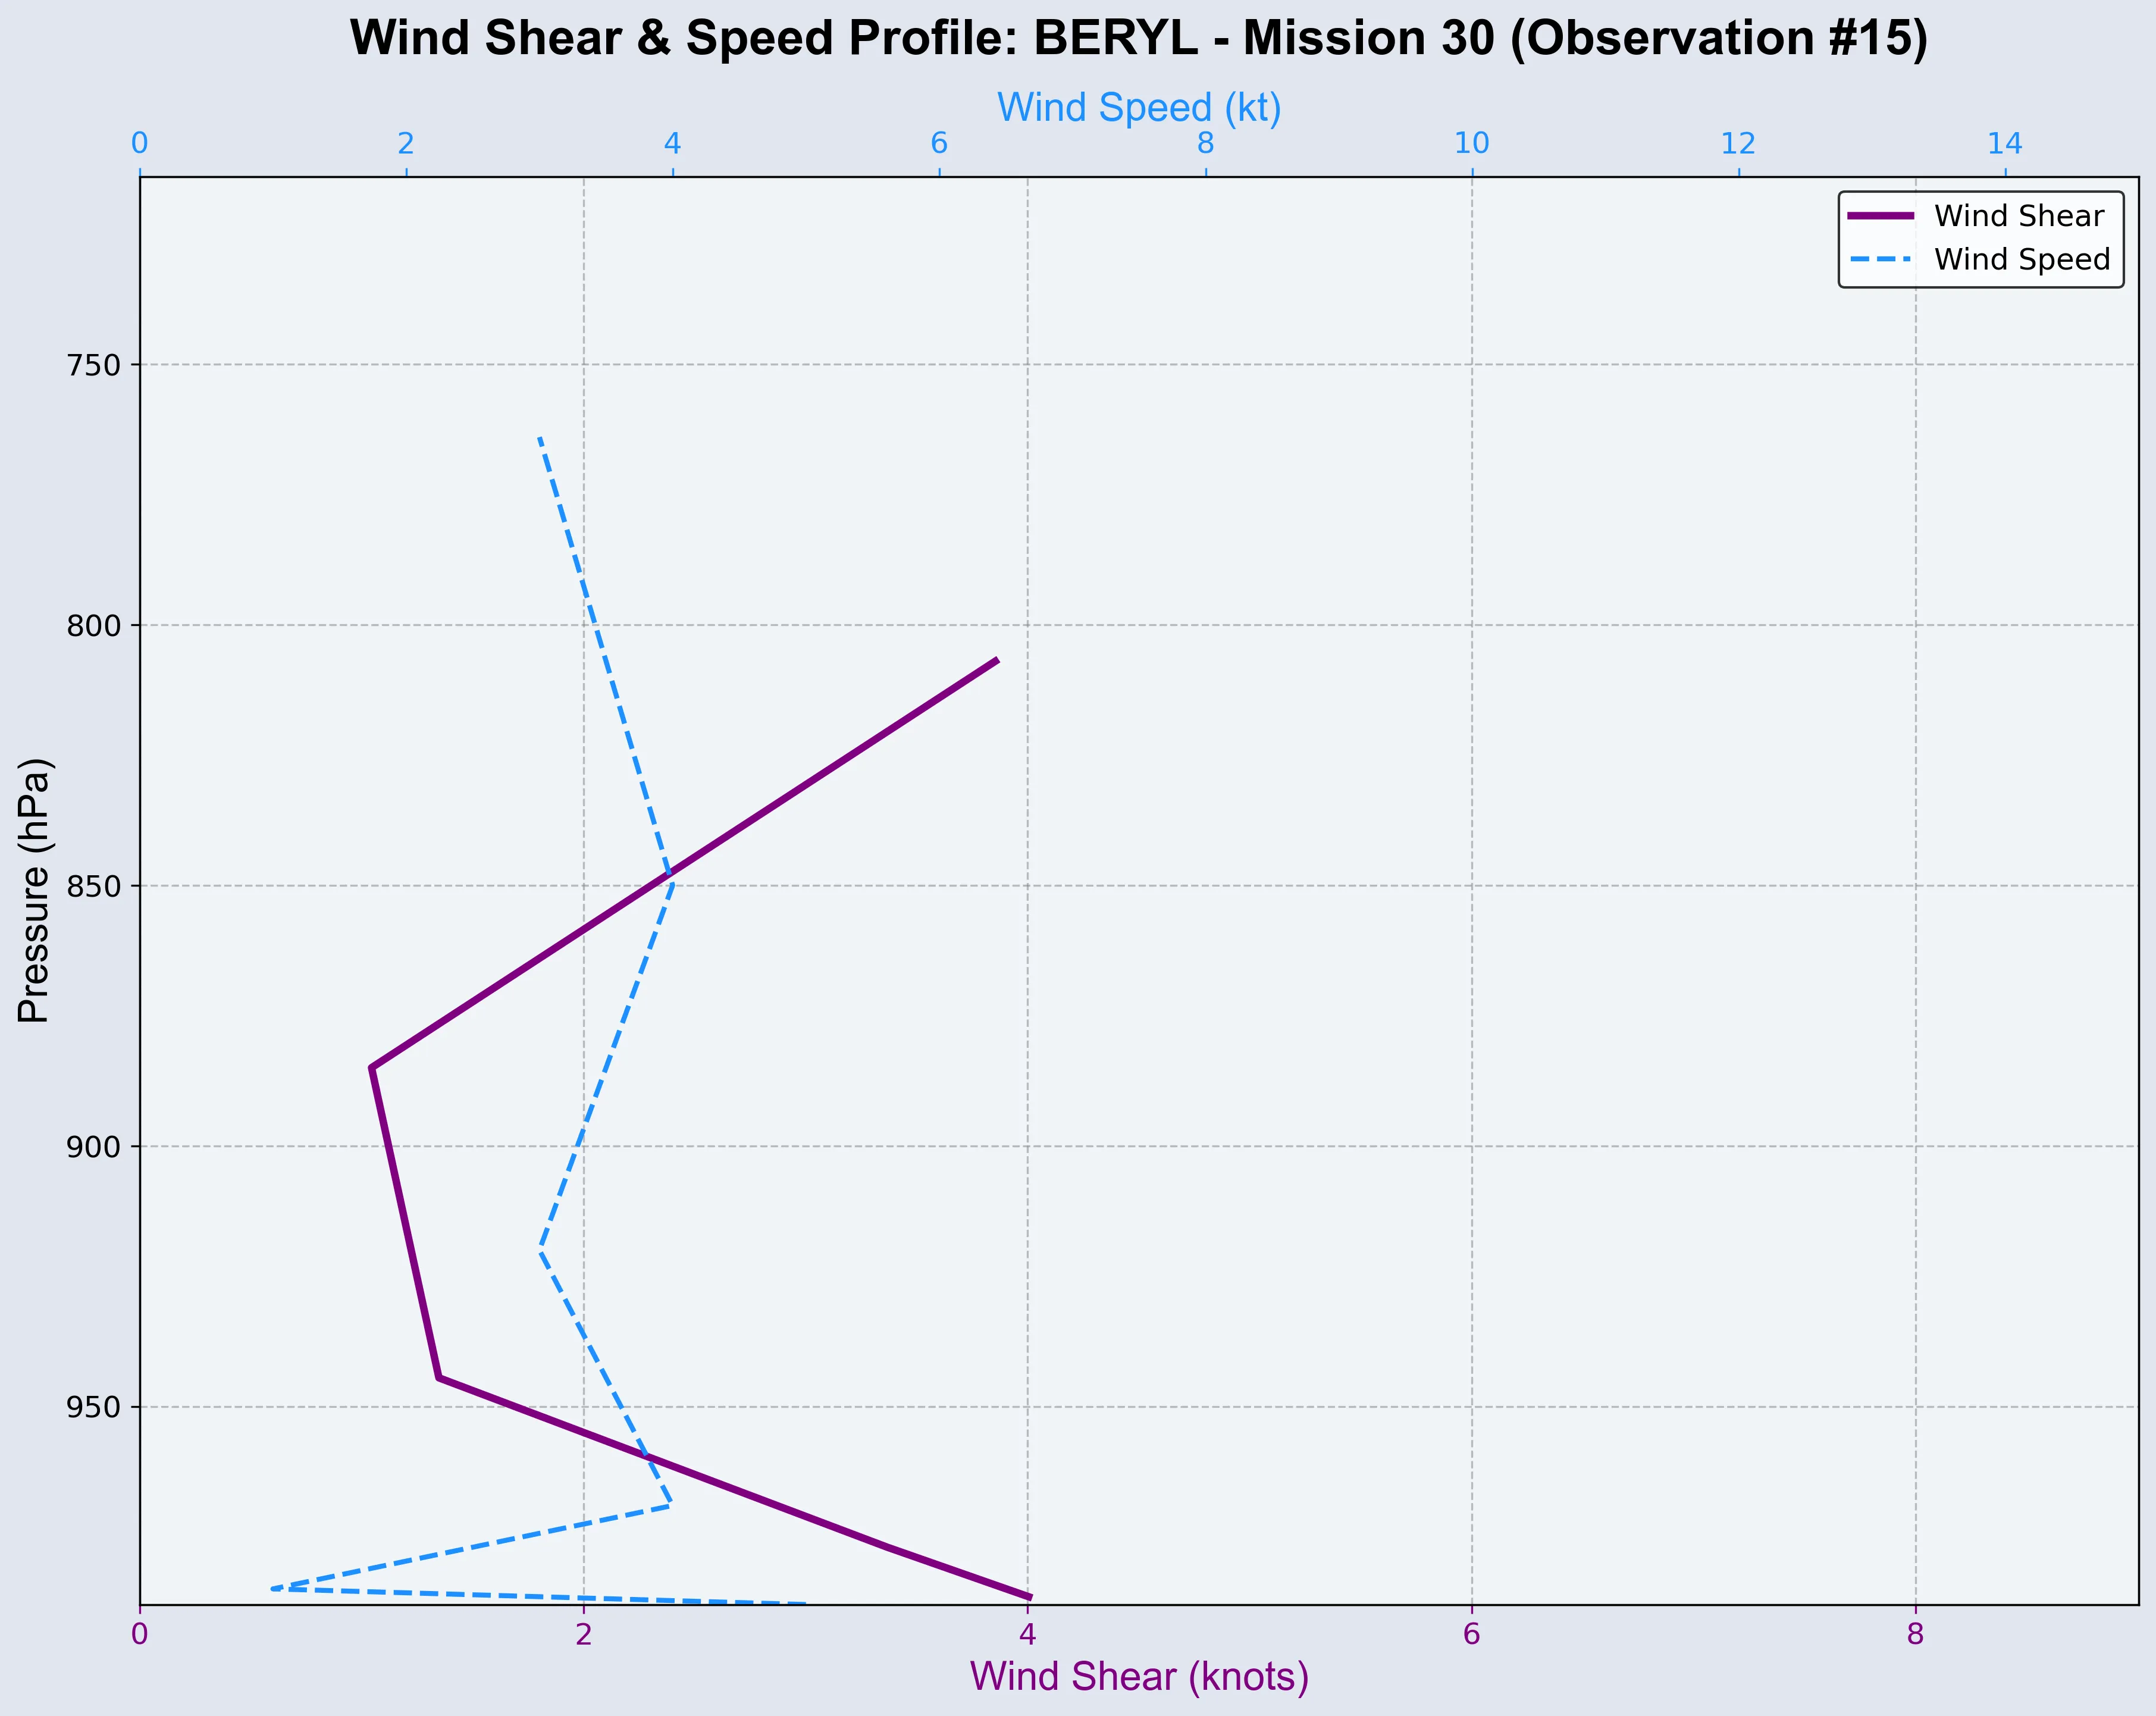 Wind Shear & Speed Profile: BERYL - Mission 30 (Observation #15)
Wind Speed (kt)
0 2 4 6 8 10 12 14
Wind Shear
Wind Speed
750
800
850
900
950
Pressure (hPa)
0 2 4 6 8
Wind Shear (knots)